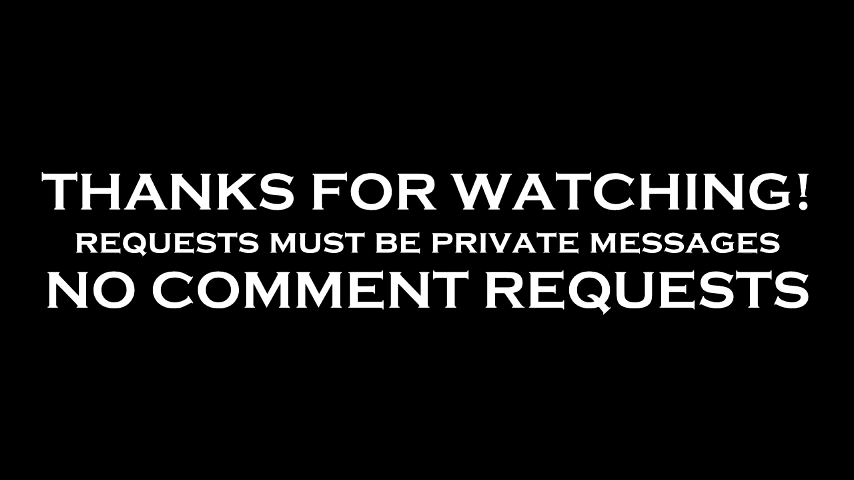 THANKS FOR WATCHING!
REQUESTS MUST BE PRIVATE MESSAGES
NO COMMENT REQUESTS